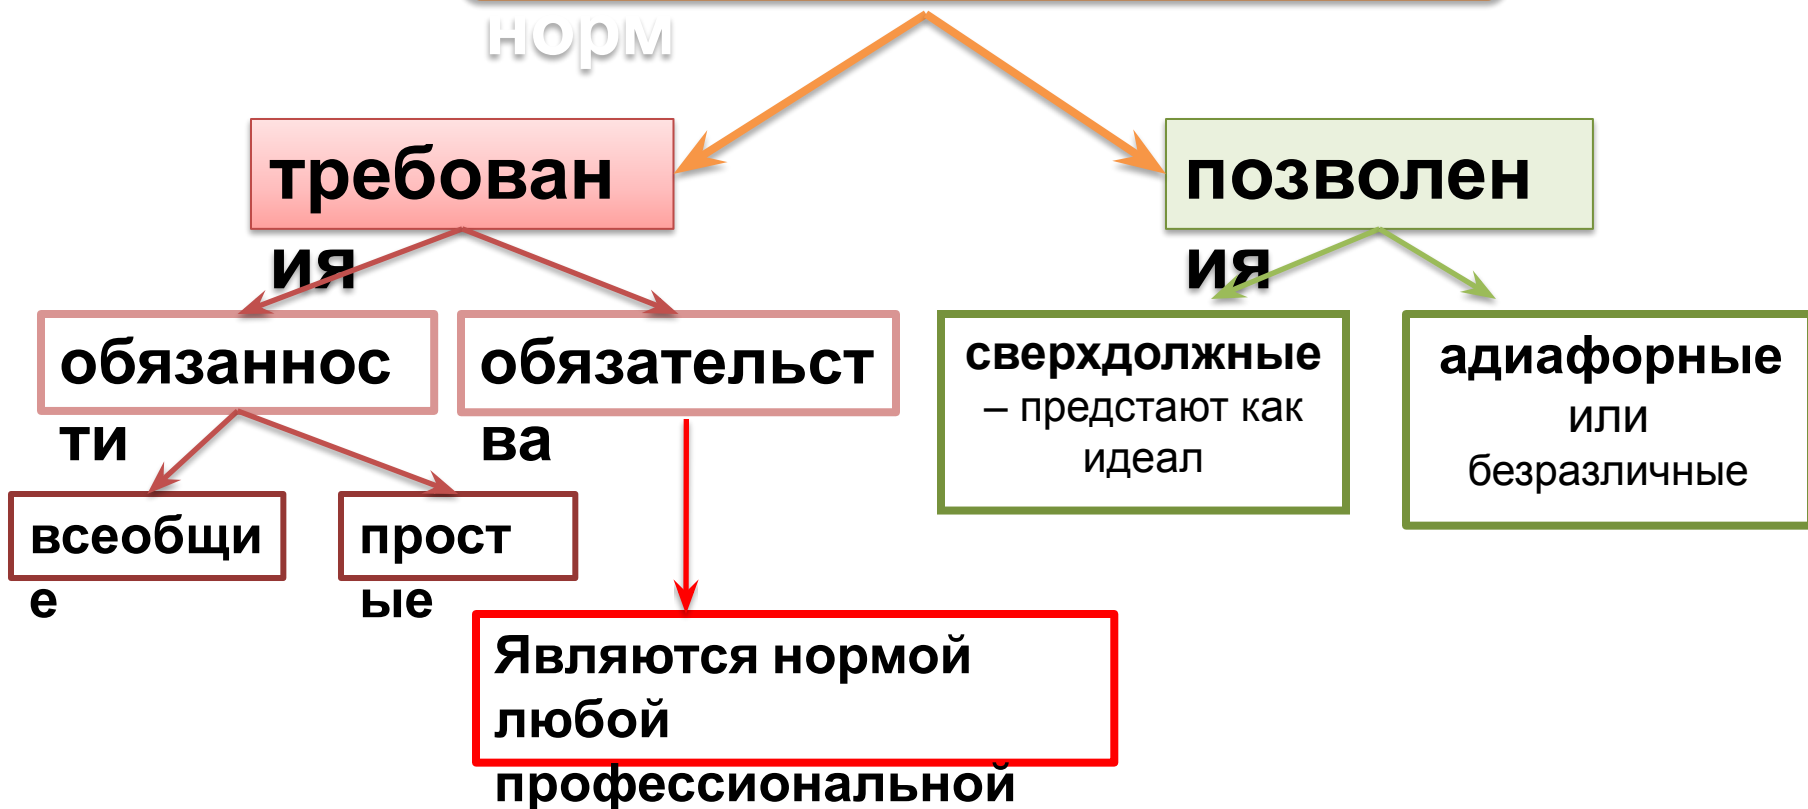 норм
требован
ия
позволен
ия
обязаннос
ти
обязательст
ва
сверхдолжные
– предстают как
идеал
адиафорные
или
безразличные
всеобщи
е
прост
ые
Являются нормой
любой
профессиональной